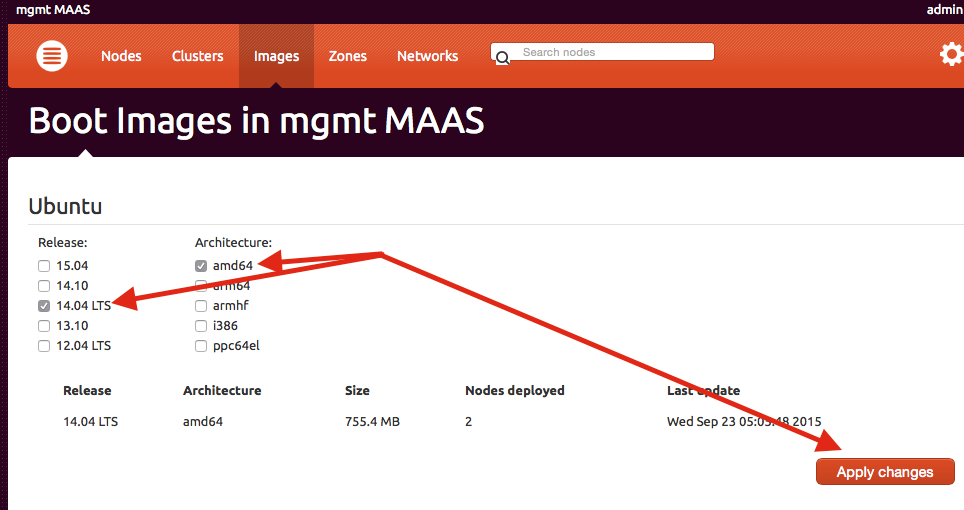 mgmt MAAS admin
Nodes Clusters Images Zones Networks Search nodes
Boot Images in mgmt MAAS
Ubuntu
Release: Architecture:
15.04 amd64
14.10 arm64
14.04 LTS armhf
13.10 i386
12.04 LTS ppc64el
Release Architecture Size Nodes deployed Last update
14.04 LTS amd64 755.4 MB 2 Wed Sep 23 05:05:48 2015
Apply changes